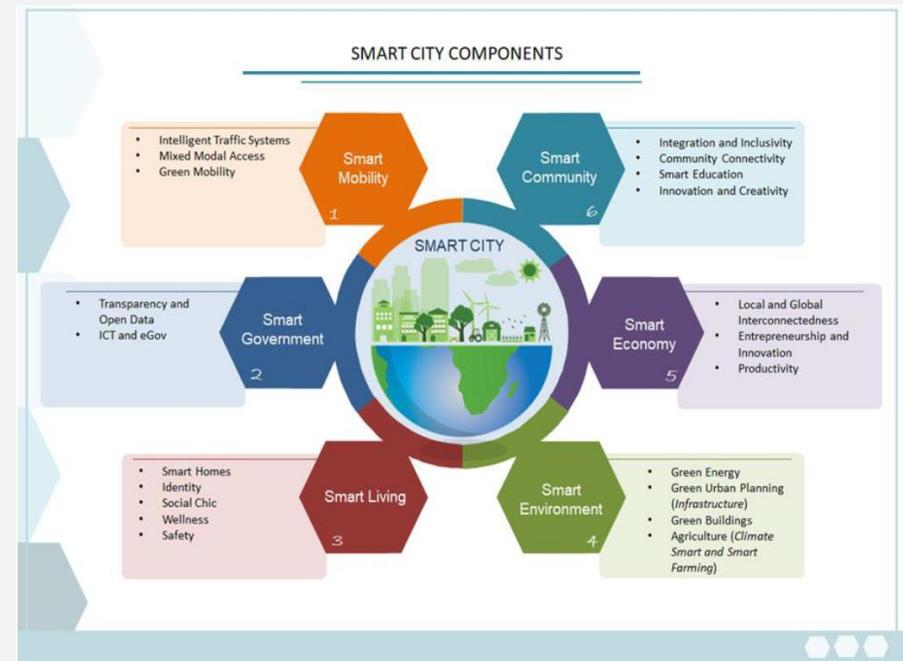 SMART CITY COMPONENTS
Intelligent Traffic Systems
Mixed Modal Access
Green Mobility
Smart
Mobility
1
Transparency and
Open Data
ICT and eGov
Smart
Government
2
Smart Homes
Identity
Social Chic
Wellness
Safety
Smart Living
3
SMART CITY
Smart
Environment
4
Green Energy
Green Urban Planning
(Infrastructure)
Green Buildings
Agriculture (Climate
Smart and Smart
Farming)
Smart
Economy
5
Local and Global
Interconnectedness
Entrepreneurship and
Innovation
Productivity
Smart
Community
6
Integration and Inclusivity
Community Connectivity
Smart Education
Innovation and Creativity